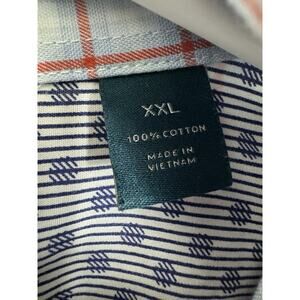 XXL
100% COTTON
MADE IN
VIETNAM